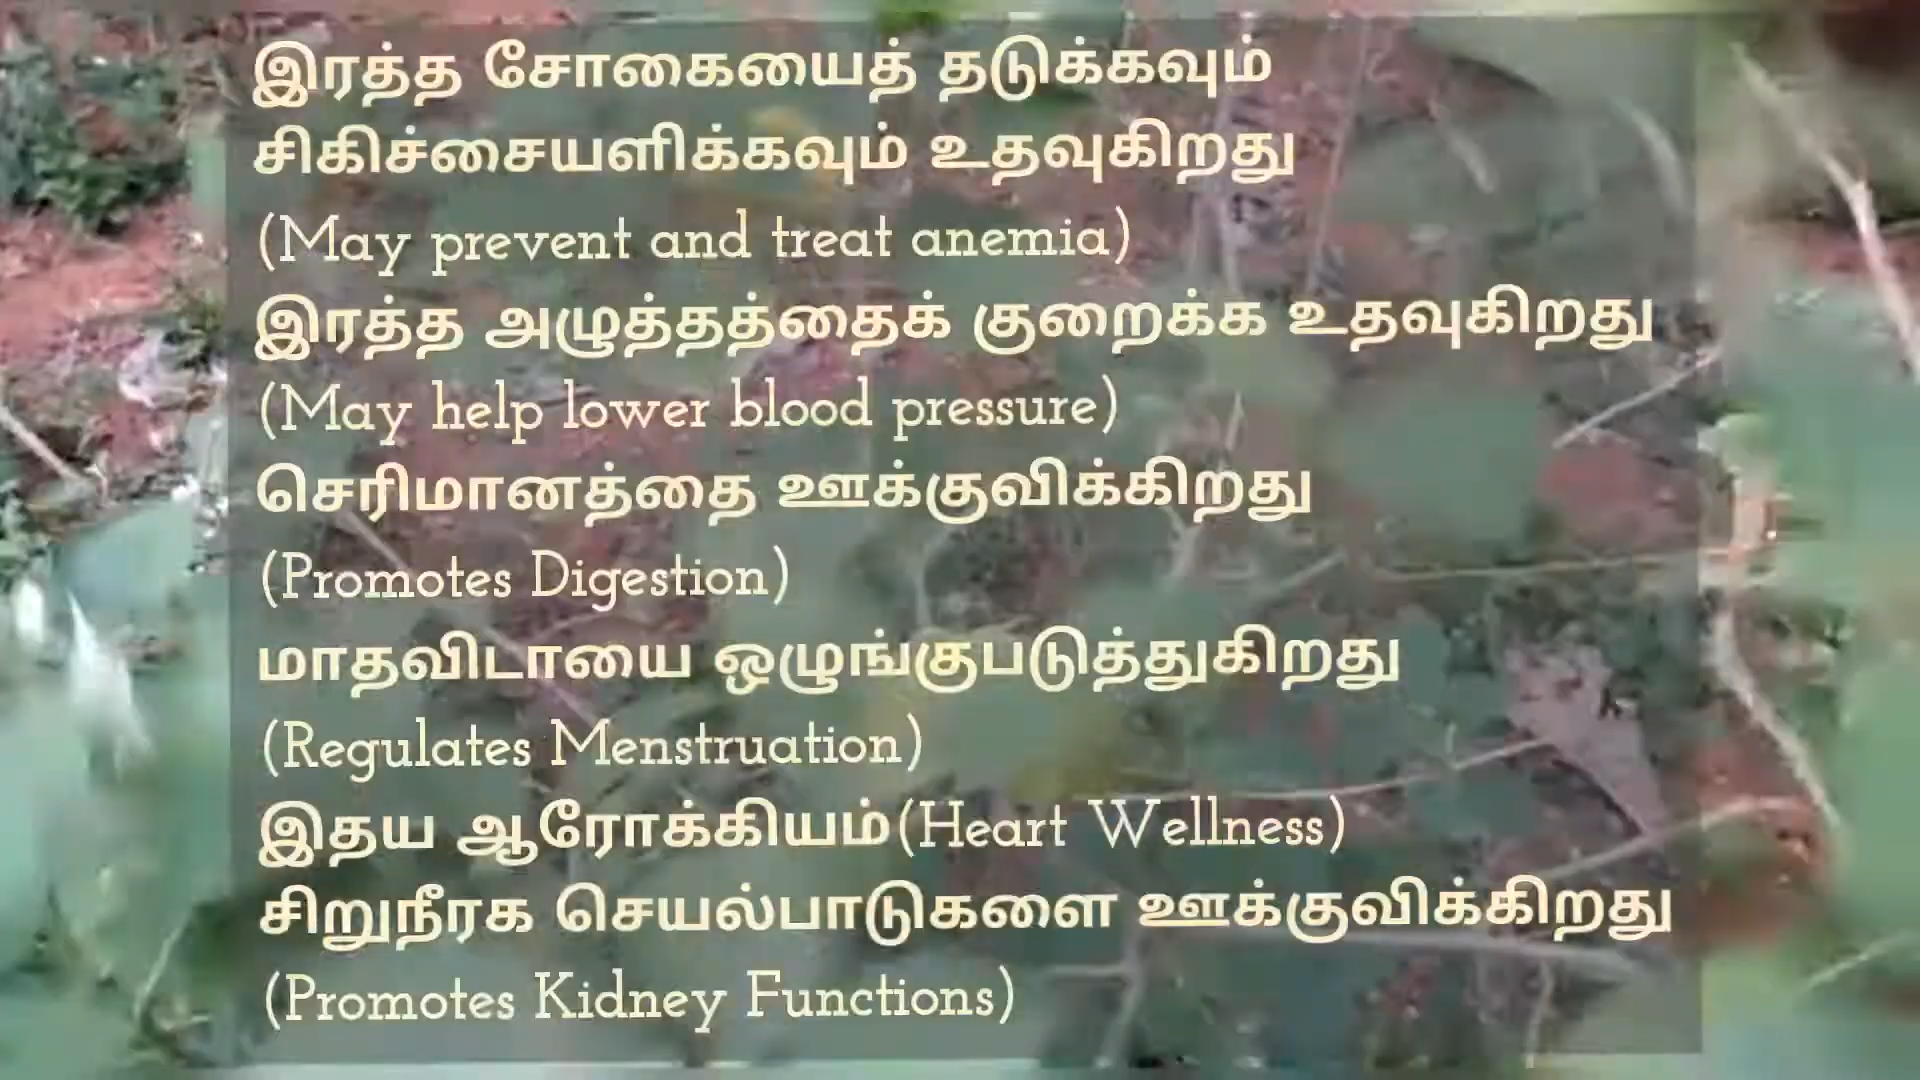 இரத்த சோகையைத் தடுக்கவும்
சிகிச்சையளிக்கவும் உதவுகிறது
(May prevent and treat anemia)
இரத்த அழுத்தத்தைக் குறைக்க உதவுகிறது
(May help lower blood pressure)
செரிமானத்தை ஊக்குவிக்கிறது
(Promotes Digestion)
மாதவிடாயை ஒழுங்குபடுத்துகிறது
(Regulates Menstruation)
இதய ஆரோக்கியம்(Heart Wellness)
சிறுநீரக செயல்பாடுகளை ஊக்குவிக்கிறது
(Promotes Kidney Functions)